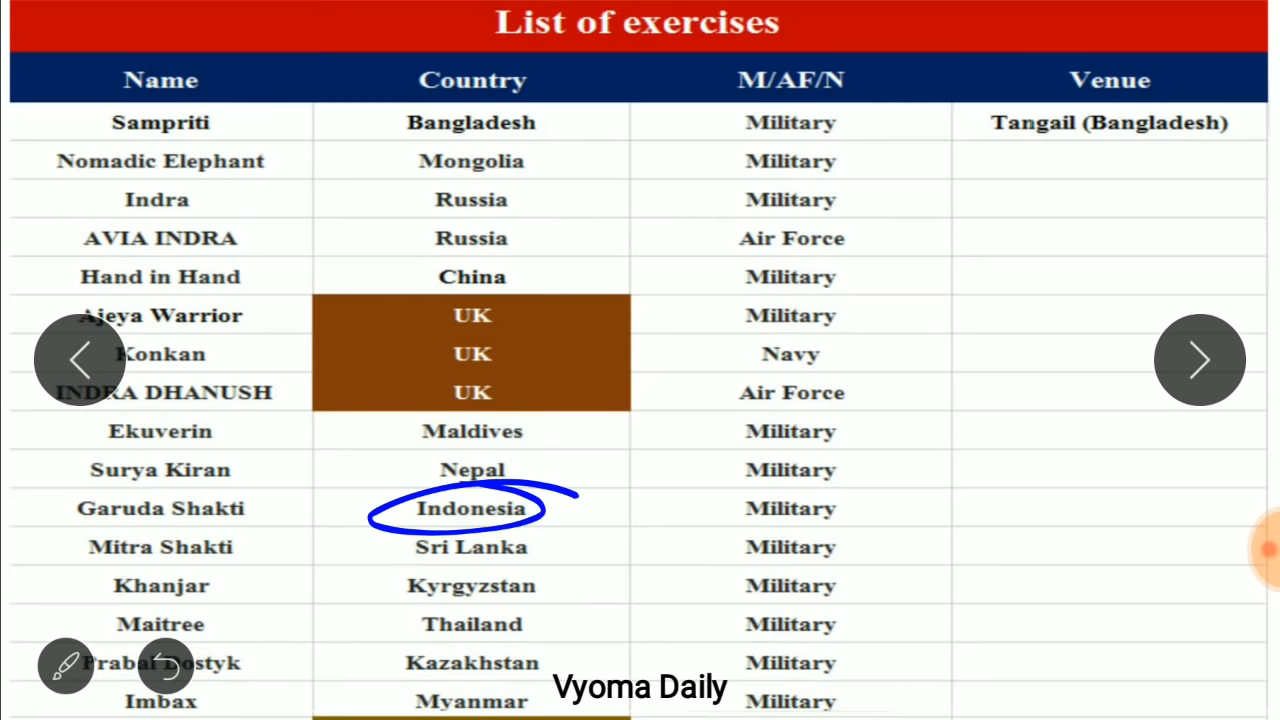 List of exercises
Name Country M/AF/N Venue
Sampriti Bangladesh Military Tangail (Bangladesh)
Nomadic Elephant Mongolia Military
Indra Russia Military
AVIA INDRA Russia Air Force
Hand in Hand China Military
Ajeya Warrior UK Military
Konkan UK Navy
INDRA DHANUSH UK Air Force
Ekuverin Maldives Military
Surya Kiran Nepal Military
Garuda Shakti Indonesia Military
Mitra Shakti Sri Lanka Military
Khanjar Kyrgyzstan Military
Maitree Thailand Military
Prabal Dostyk Kazakhstan Military
Imbax Myanmar Military
Vyoma Daily